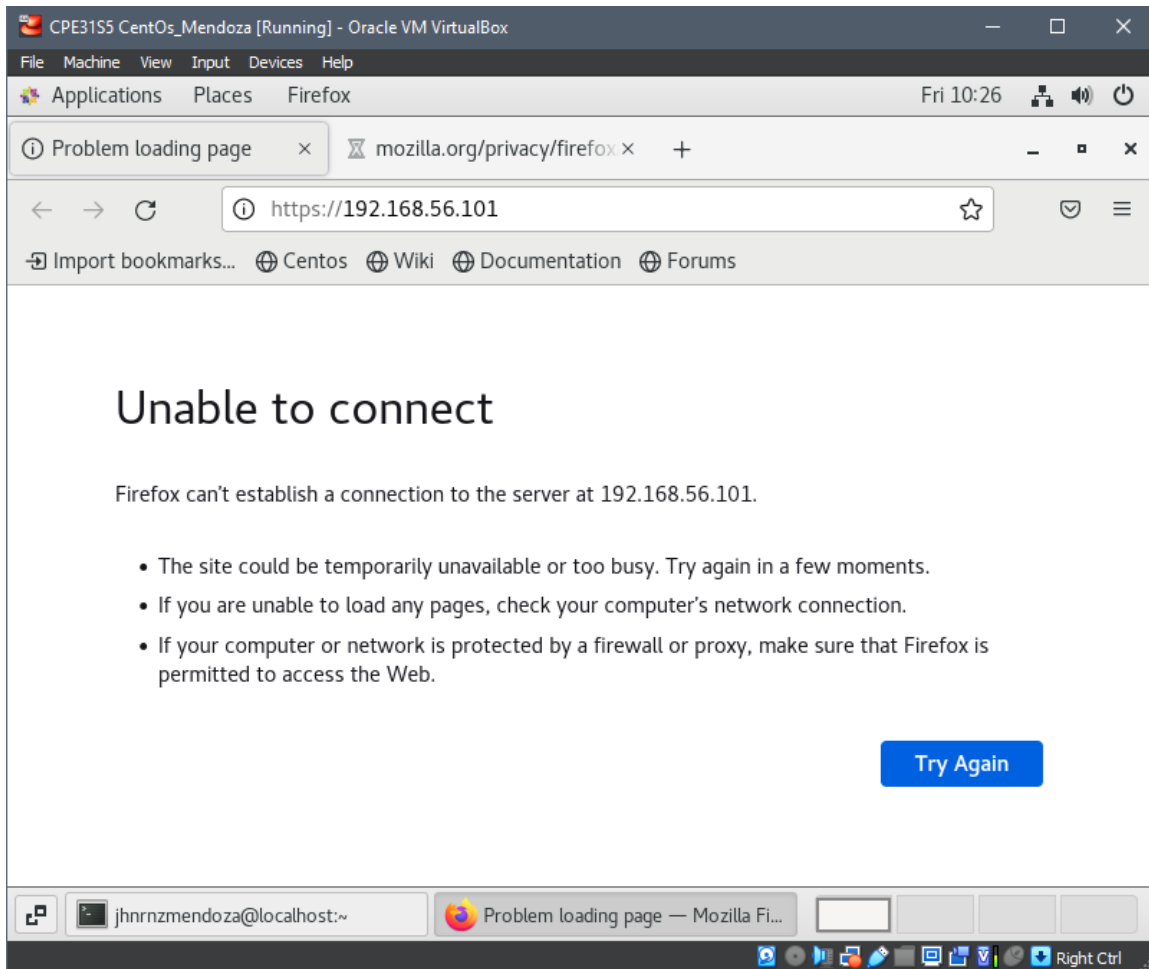 CPE31S5 CentOs_Mendoza [Running] - Oracle VM VirtualBox
File Machine View Input Devices Help
Applications Places Firefox Fri 10:26
Problem loading page mozilla.org/privacy/firefox
https://192.168.56.101
Import bookmarks... Centos Wiki Documentation Forums
Unable to connect
Firefox can’t establish a connection to the server at 192.168.56.101.
• The site could be temporarily unavailable or too busy. Try again in a few moments.
• If you are unable to load any pages, check your computer’s network connection.
• If your computer or network is protected by a firewall or proxy, make sure that Firefox is
permitted to access the Web.
Try Again
jhnrnzmendoza@localhost:~ Problem loading page — Mozilla Fi...
Right Ctrl